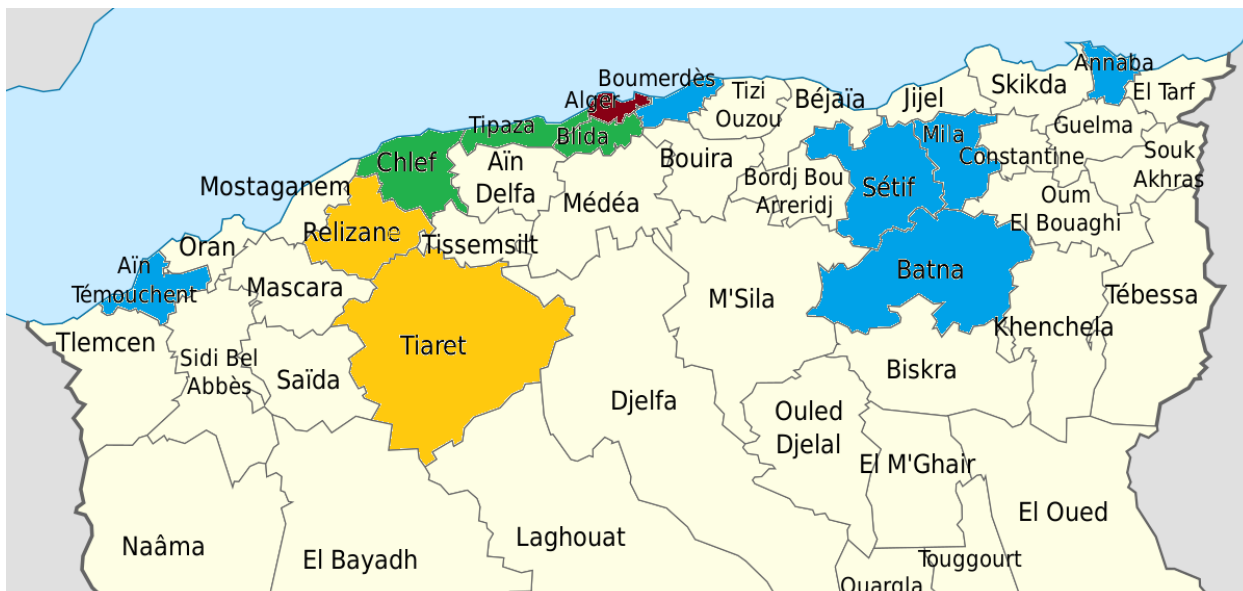 Annaba
Boumerdès
Skikda
Alger
Tizi
Ouzou
Béjaïa
Jijel
El Tarf
Tipaza
Blida
Mila
Guelma
Chlef
Aïn
Delfa
Bouira
Constantine
Souk
Akhras
Mostaganem
Médéa
Bordj Bou
Arreridj
Sétif
Oum
El Bouaghi
Relizane
Tissemsilt
Oran
Aïn
Témouchent
Mascara
Batna
M'Sila
Tébessa
Tlemcen
Tiaret
Khenchela
Sidi Bel
Abbès
Saïda
Biskra
Djelfa
Ouled
Djelal
El M'Ghair
El Oued
Naâma
El Bayadh
Laghouat
Touggourt
Ouargla